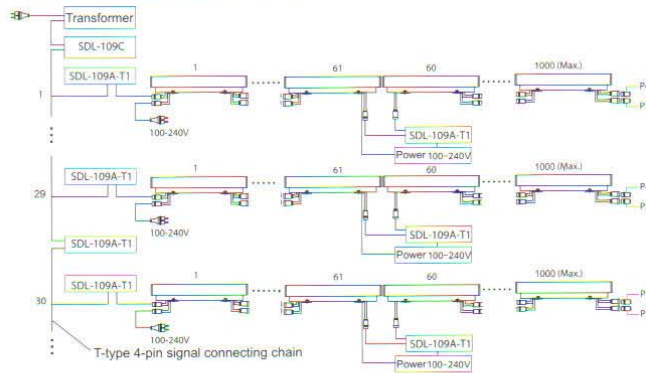 Transformer
SDL-109C
SDL-109A-T1
1
1
61
60
1000 (Max.)
100-240V
SDL-109A-T1
Power 100-240V
SDL-109A-T1
29
1
61
60
1000 (Max.)
100-240V
SDL-109A-T1
Power 100-240V
SDL-109A-T1
SDL-109A-T1
30
1
61
60
1000 (Max.)
100-240V
SDL-109A-T1
Power 100-240V
T-type 4-pin signal connecting chain